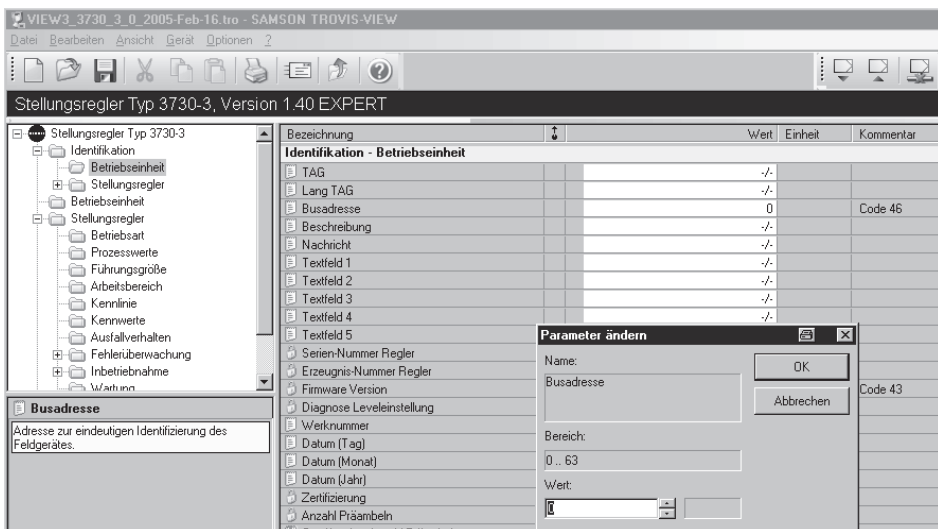 VIEW3_3730_3_0_2005-Feb-16.tro - SAMSON TROVIS-VIEW
Datei Bearbeiten Ansicht Gerät Optionen ?
Stellungsregler Typ 3730-3, Version 1.40 EXPERT
Stellungsregler Typ 3730-3
Identifikation
Betriebseinheit
Stellungsregler
Betriebseinheit
Stellungsregler
Betriebsart
Prozesswerte
Führungsgröße
Arbeitsbereich
Kennlinie
Kennwerte
Ausfallverhalten
Fehlerüberwachung
Inbetriebnahme
Wartung
Busadresse
Adresse zur eindeutigen Identifizierung des
Feldgerätes.
Bezeichnung Wert Einheit Kommentar
Identifikation - Betriebseinheit
TAG -/-
Lang TAG -/-
Busadresse 0 Code 46
Beschreibung -/-
Nachricht -/-
Textfeld 1 -/-
Textfeld 2 -/-
Textfeld 3 -/-
Textfeld 4 -/-
Textfeld 5
Serien-Nummer Regler
Erzeugnis-Nummer Regler
Firmware Version Code 43
Diagnose Leveleinstellung
Werknummer
Datum (Tag)
Datum (Monat)
Datum (Jahr)
Zertifizierung
Anzahl Präambeln
Parameter ändern
Name:
Busadresse
OK
Abbrechen
Bereich:
0 .. 63
Wert:
0